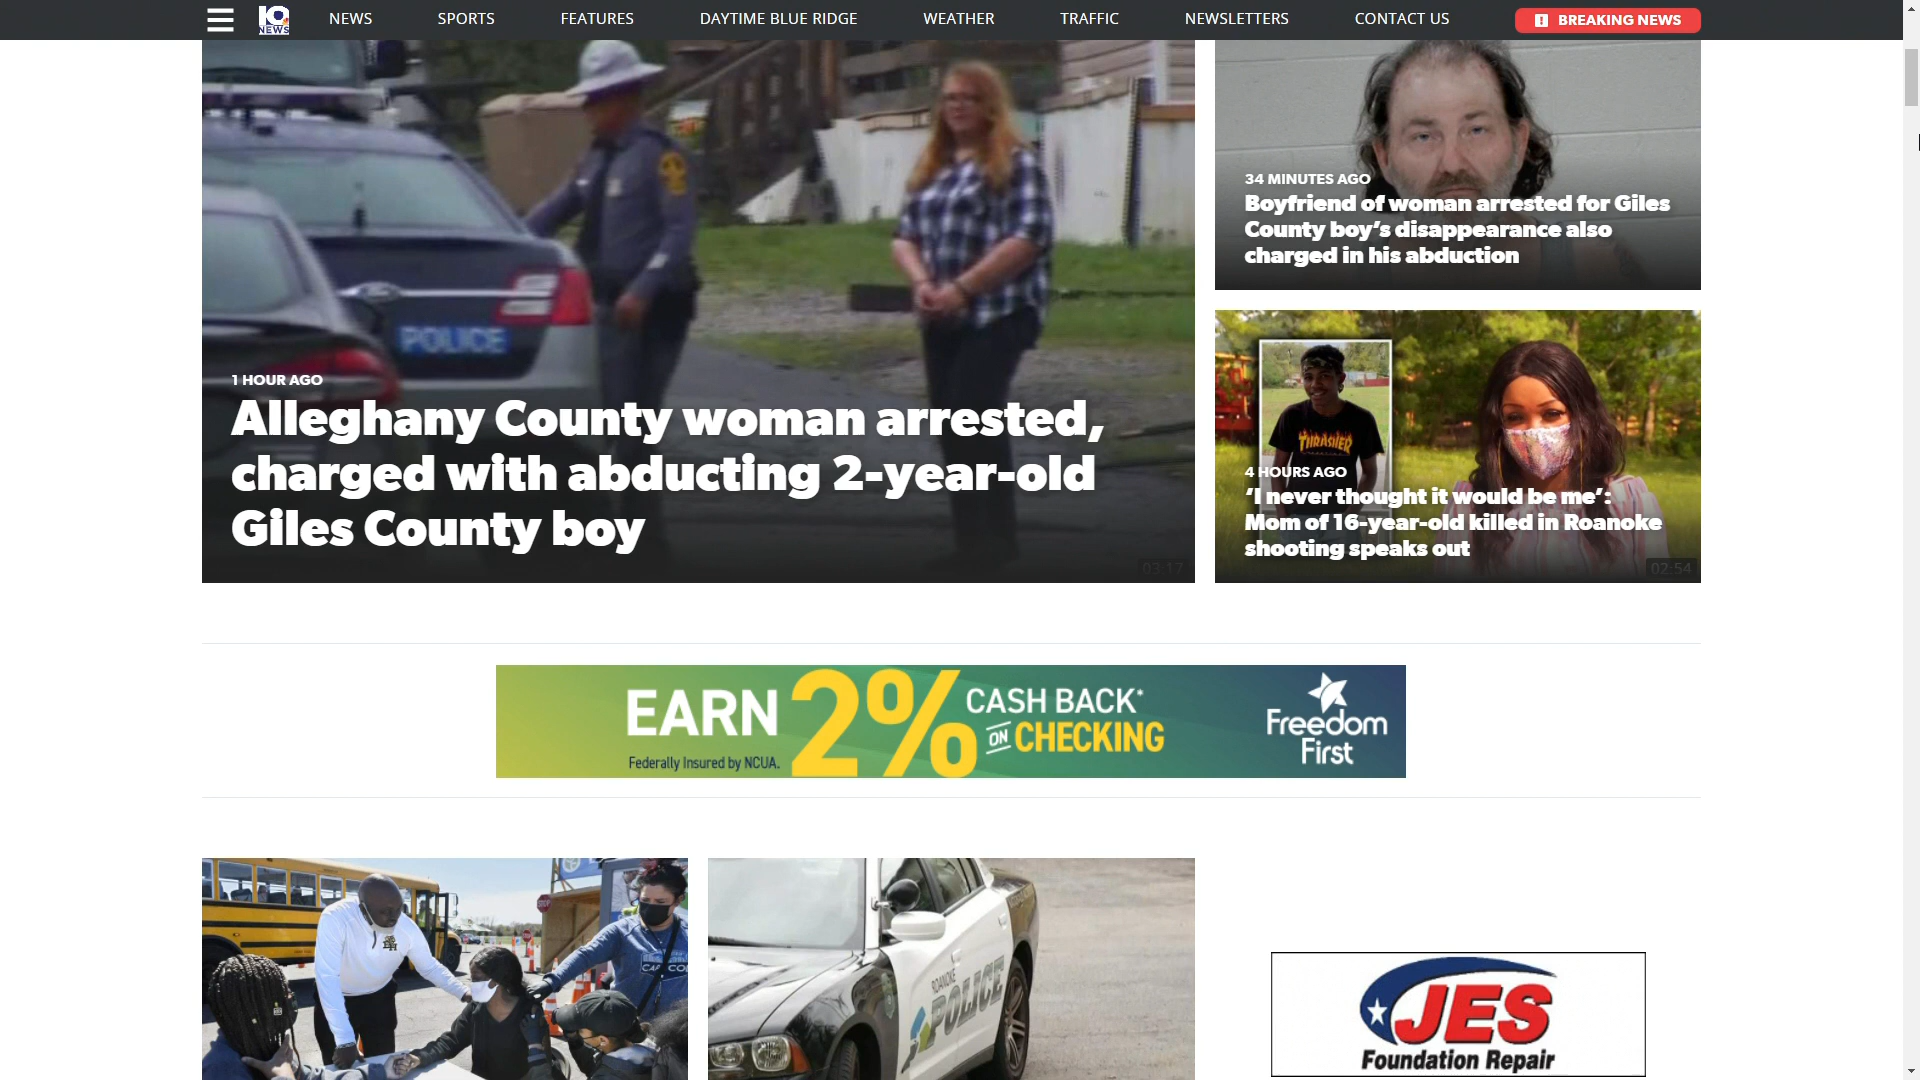 10
NEWS
NEWS
SPORTS
FEATURES
DAYTIME BLUE RIDGE
WEATHER
TRAFFIC
NEWSLETTERS
CONTACT US
BREAKING NEWS
POLICE
1 HOUR AGO
Alleghany County woman arrested,
charged with abducting 2-year-old
Giles County boy
03:17
34 MINUTES AGO
Boyfriend of woman arrested for Giles
County boy’s disappearance also
charged in his abduction
THRASHER
4 HOURS AGO
‘I never thought it would be me’:
Mom of 16-year-old killed in Roanoke
shooting speaks out
02:54
EARN 2% CASH BACK*
ON CHECKING
Federally Insured by NCUA.
Freedom
First
ROANOKE
POLICE
JES
Foundation Repair